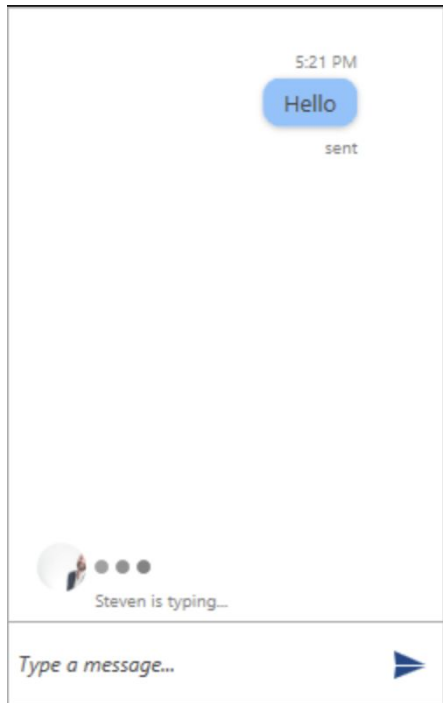 5:21 PM
Hello
sent
Steven is typing...
Type a message...